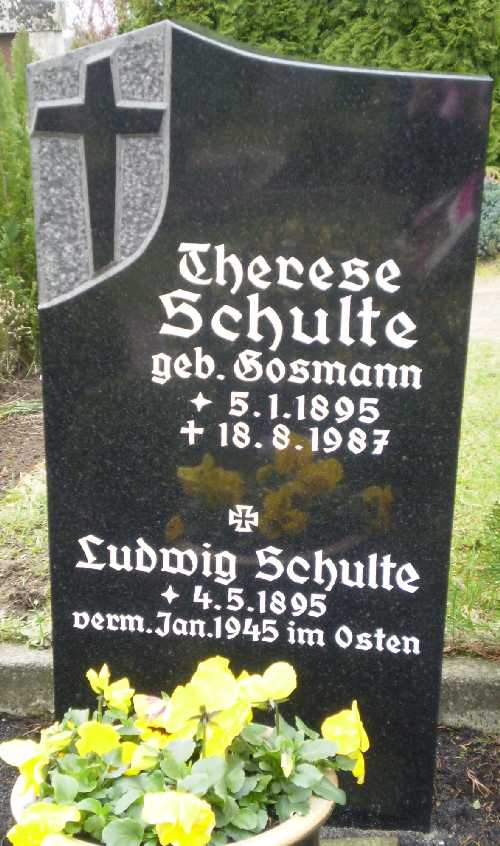 Therese
Schulte
geb. Gosmann
✦ 5.1.1895
✝ 18.8.1987
Ludwig Schulte
✦ 4.5.1895
verm. Jan. 1945 im Osten